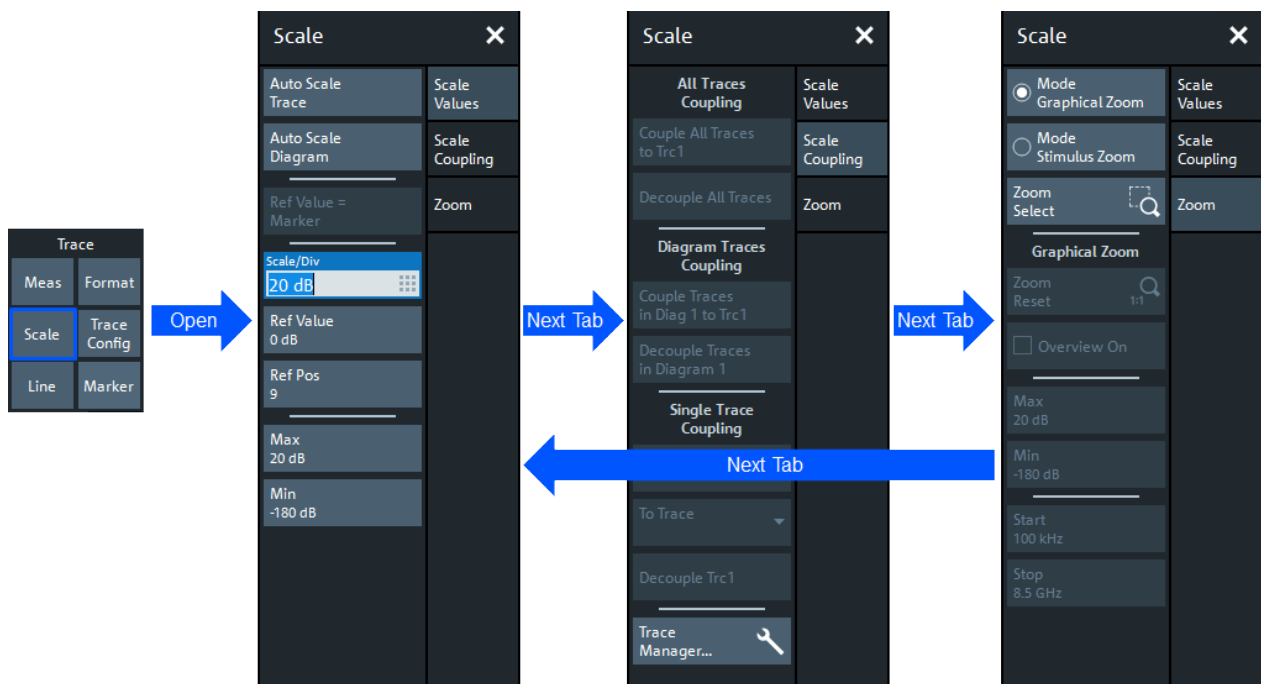 Trace
Meas
Format
Scale
Trace
Config
Line
Marker
Open
Scale
Auto Scale
Trace
Auto Scale
Diagram
Ref Value =
Marker
Scale/Div
20 dB
Ref Value
0 dB
Ref Pos
9
Max
20 dB
Min
-180 dB
Scale
Values
Scale
Coupling
Zoom
Next Tab
Scale
All Traces
Coupling
Couple All Traces
to Trc1
Decouple All Traces
Diagram Traces
Coupling
Couple Traces
in Diag 1 to Trc1
Decouple Traces
in Diagram 1
Single Trace
Coupling
To Trace
Decouple Trc1
Trace
Manager...
Scale
Values
Scale
Coupling
Zoom
Next Tab
Next Tab
Scale
Mode
Graphical Zoom
Mode
Stimulus Zoom
Zoom
Select
Graphical Zoom
Zoom
Reset
1:1
Overview On
Max
20 dB
Min
-180 dB
Start
100 kHz
Stop
8.5 GHz
Scale
Values
Scale
Coupling
Zoom